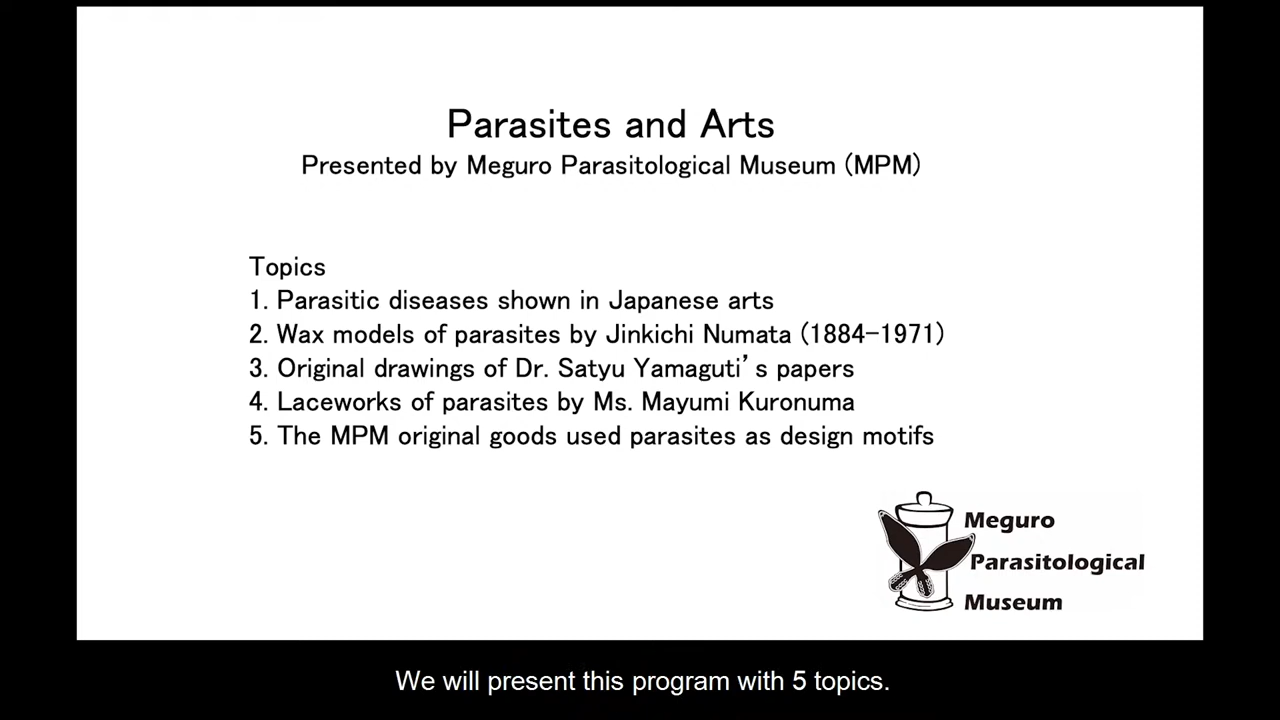 Parasites and Arts
Presented by Meguro Parasitological Museum (MPM)
Topics
1. Parasitic diseases shown in Japanese arts
2. Wax models of parasites by Jinkichi Numata (1884-1971)
3. Original drawings of Dr. Satyu Yamaguti's papers
4. Laceworks of parasites by Ms. Mayumi Kuronuma
5. The MPM original goods used parasites as design motifs
Meguro
Parasitological
Museum
We will present this program with 5 topics.